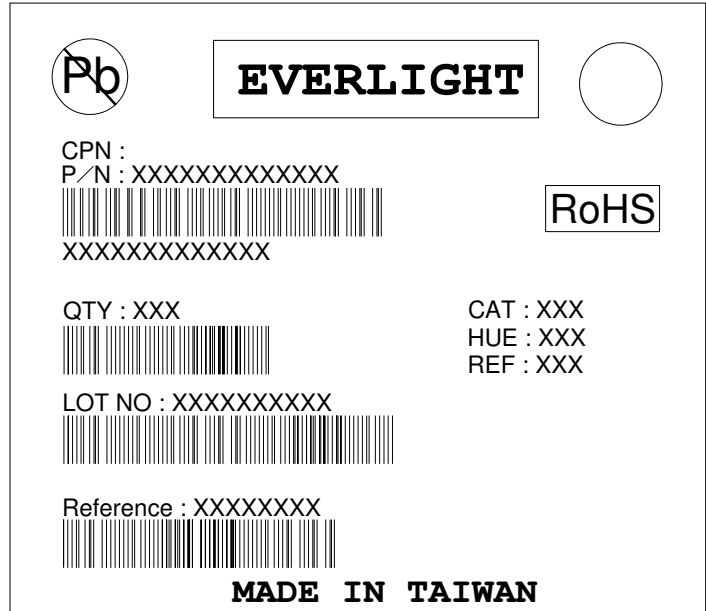 Pb
EVERLIGHT
CPN :
P/N : XXXXXXXXXXXXX
RoHS
XXXXXXXXXXXXX
QTY : XXX
CAT : XXX
HUE : XXX
REF : XXX
LOT NO : XXXXXXXXXX
Reference : XXXXXXXX
MADE IN TAIWAN